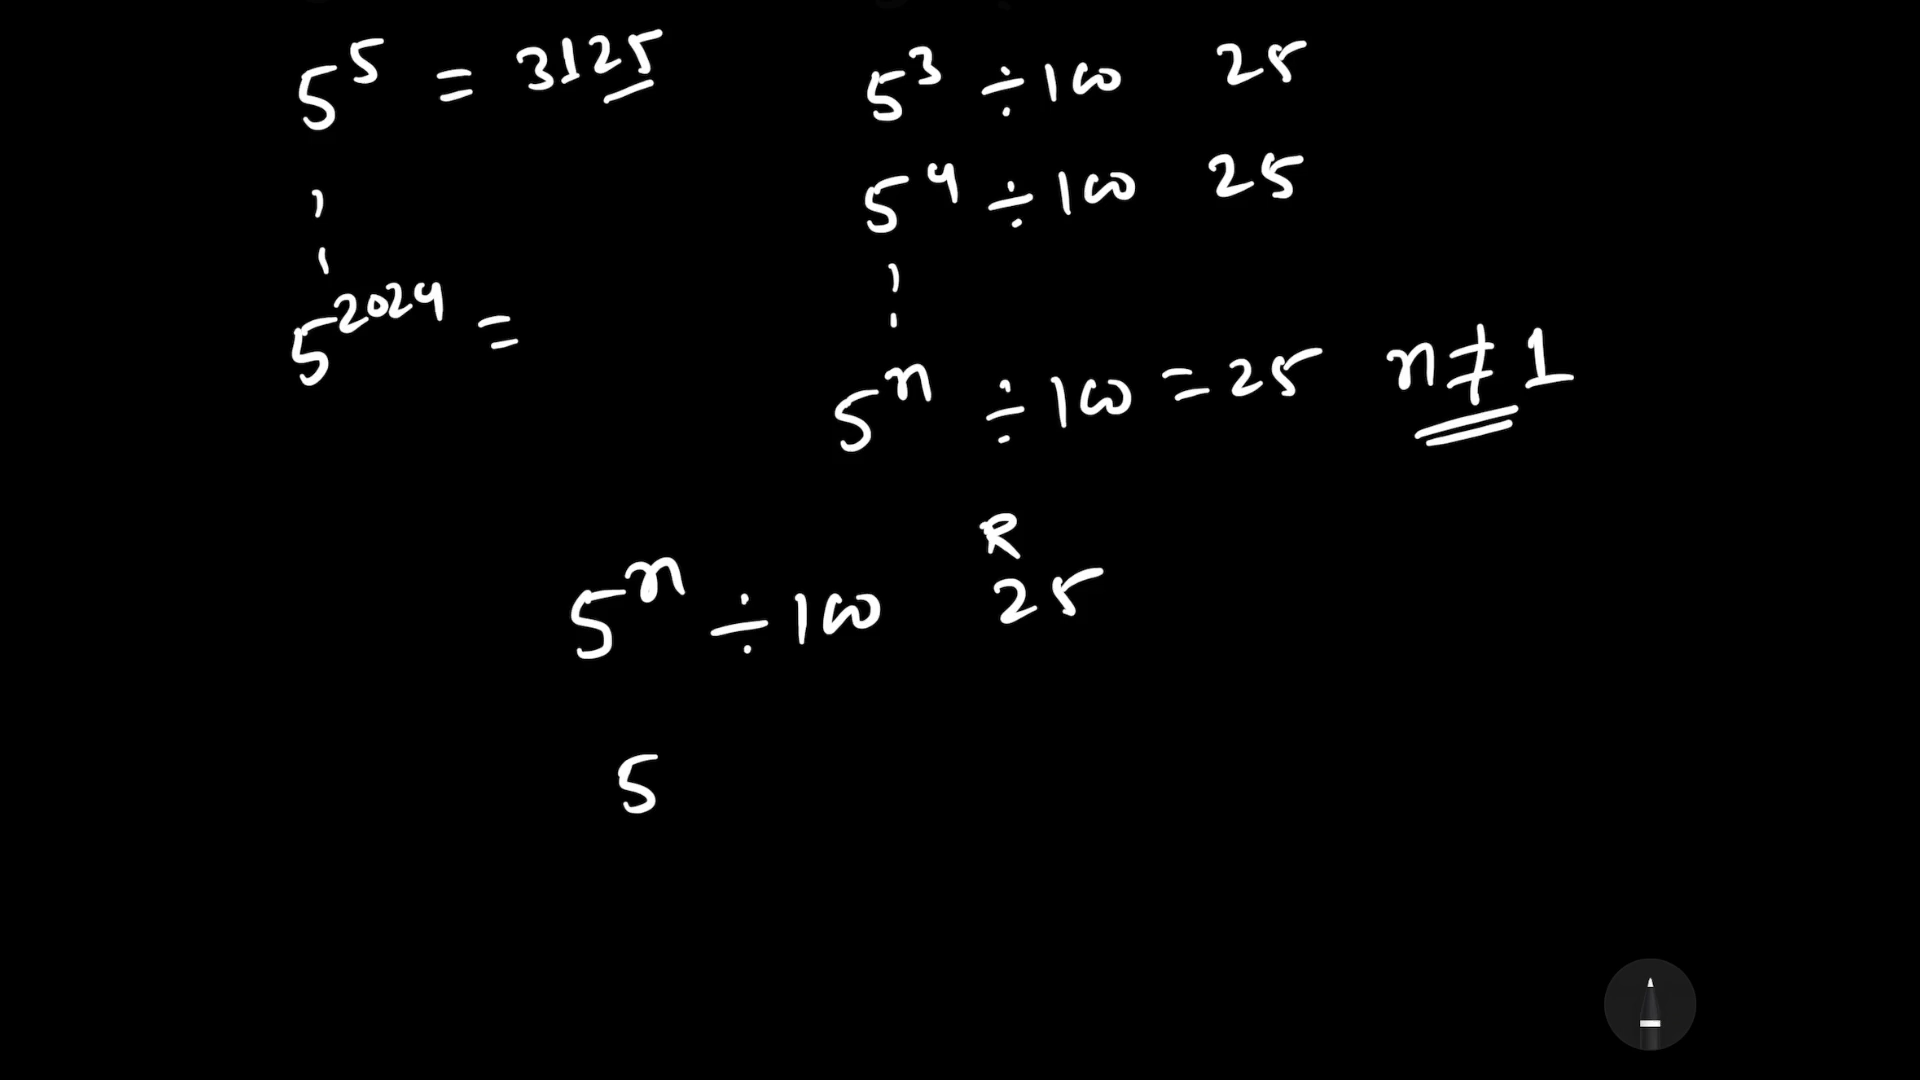 5^5 = 3125
5^3 ÷ 100 25
5^4 ÷ 100 25
5^2024 =
5^n ÷ 100 = 25 n ≠ 1
R
5^n ÷ 100 25
5